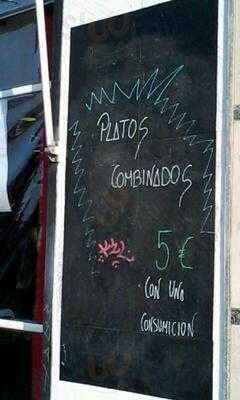 PLATOS
COMBINADOS
5 €
CON UNA
CONSUMICION